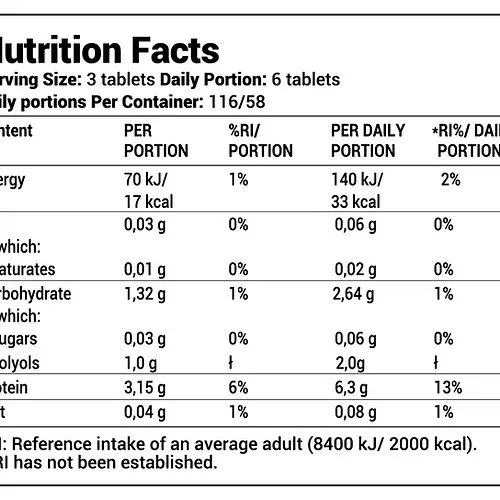 utrition Facts
rving Size: 3 tablets Daily Portion: 6 tablets
ily portions Per Container: 116/58
ntent PER PORTION %RI/ PORTION PER DAILY PORTION *RI%/ DAI PORTION
ergy 70 kJ/ 17 kcal 1% 140 kJ/ 33 kcal 2%
0,03 g 0% 0,06 g 0%
which:
aturates 0,01 g 0% 0,02 g 0%
rbohydrate 1,32 g 1% 2,64 g 1%
which:
ugars 0,03 g 0% 0,06 g 0%
olyols 1,0 g ƚ 2,0g ƚ
otein 3,15 g 6% 6,3 g 13%
t 0,04 g 1% 0,08 g 1%
I: Reference intake of an average adult (8400 kJ/ 2000 kcal).
RI has not been established.